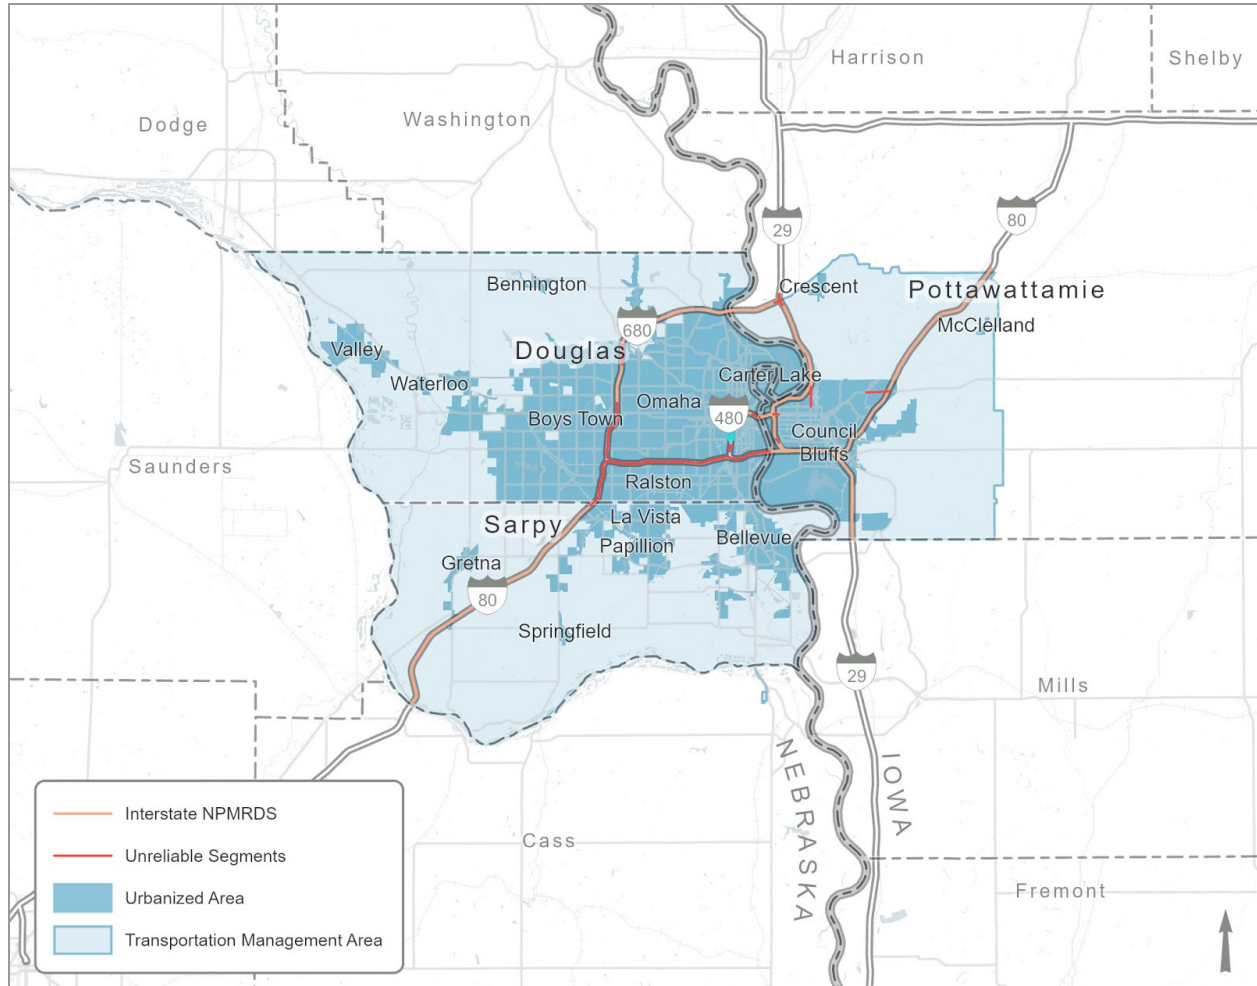 Harrison
Shelby
Dodge
Washington
29
80
Bennington
Crescent
Pottawattamie
680
McClelland
Valley
Douglas
Waterloo
Carter Lake
Omaha
480
Boys Town
Council
Bluffs
Saunders
Ralston
Sarpy
La Vista
Papillion
Bellevue
Gretna
80
Springfield
29
Mills
NEBRASKA
IOWA
Cass
Fremont
Interstate NPMRDS
Unreliable Segments
Urbanized Area
Transportation Management Area